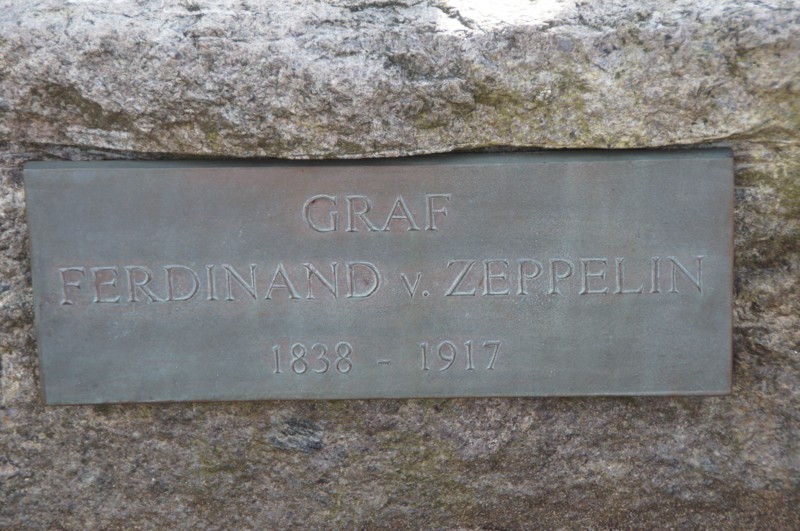 GRAF
FERDINAND v. ZEPPELIN
1838 - 1917